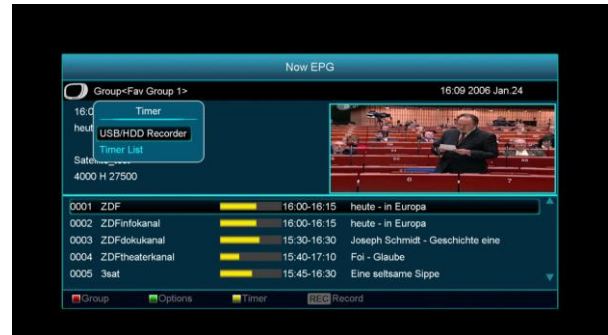 Now EPG
Group<Fav Group 1>
16:09 2006 Jan.24
Timer
USB/HDD Recorder
Timer List
4000 H 27500
0001 ZDF 16:00-16:15 heute - in Europa
0002 ZDFinfokanal 16:00-16:15 heute - in Europa
0003 ZDFdokukanal 15:30-16:30 Joseph Schmidt - Geschichte eine
0004 ZDFtheaterkanal 15:40-17:10 Foi - Glaube
0005 3sat 15:45-16:30 Eine seltsame Sippe
Group Options Timer REC Record